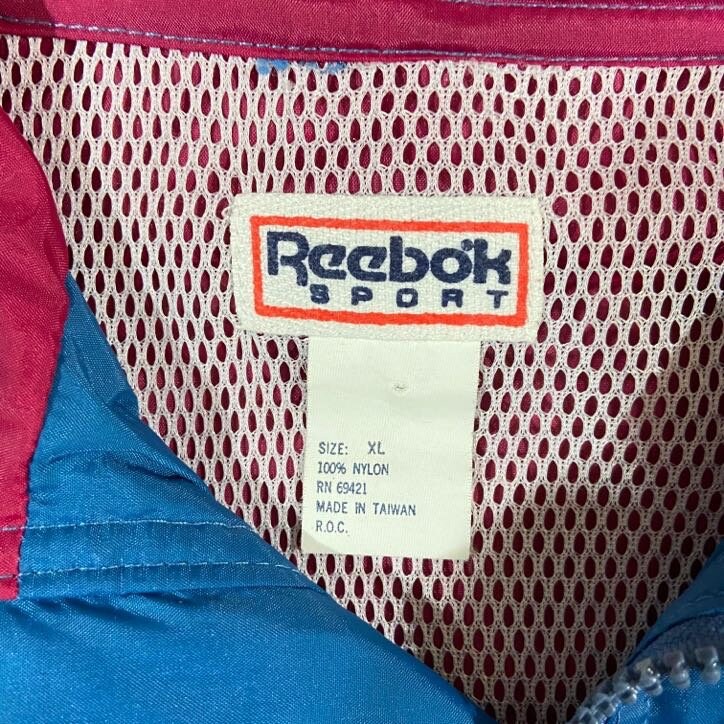 Reebok
SPORT
SIZE: XL
100% NYLON
RN 69421
MADE IN TAIWAN
R.O.C.